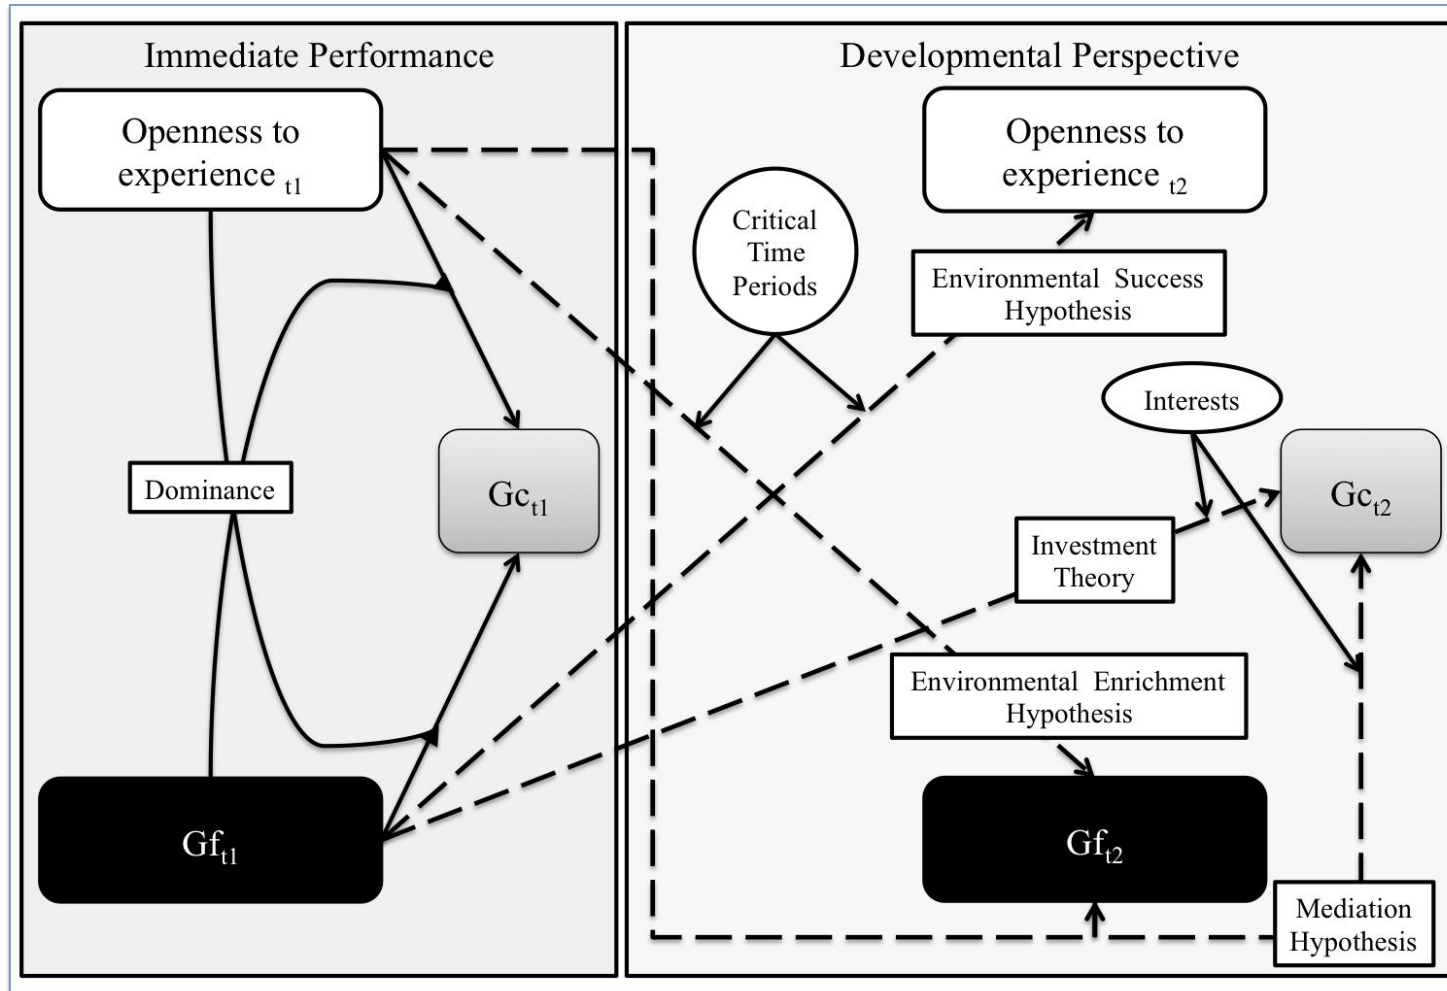 Immediate Performance
Openness to
experience t1
Dominance
Gct1
Gft1
Developmental Perspective
Openness to
experience t2
Critical
Time
Periods
Environmental Success
Hypothesis
Interests
Gct2
Investment
Theory
Environmental Enrichment
Hypothesis
Gft2
Mediation
Hypothesis